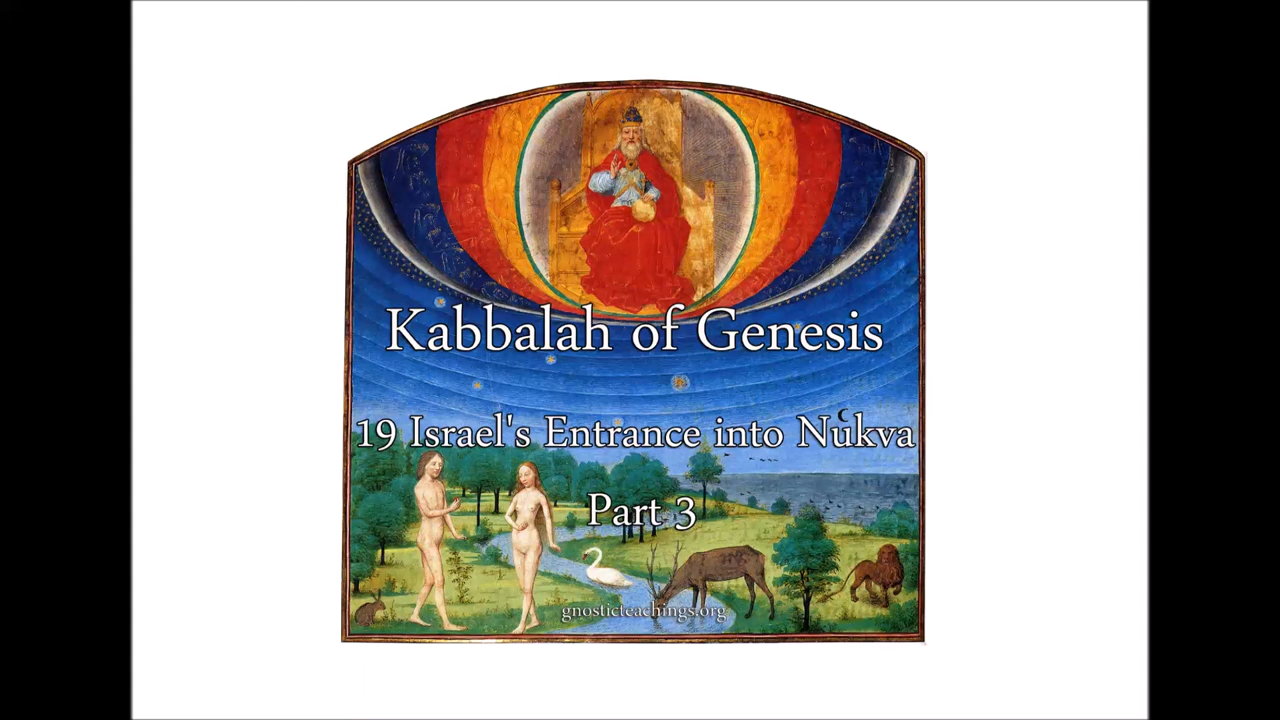 Kabbalah of Genesis
19 Israel's Entrance into Nukva
Part 3
gnosticteachings.org